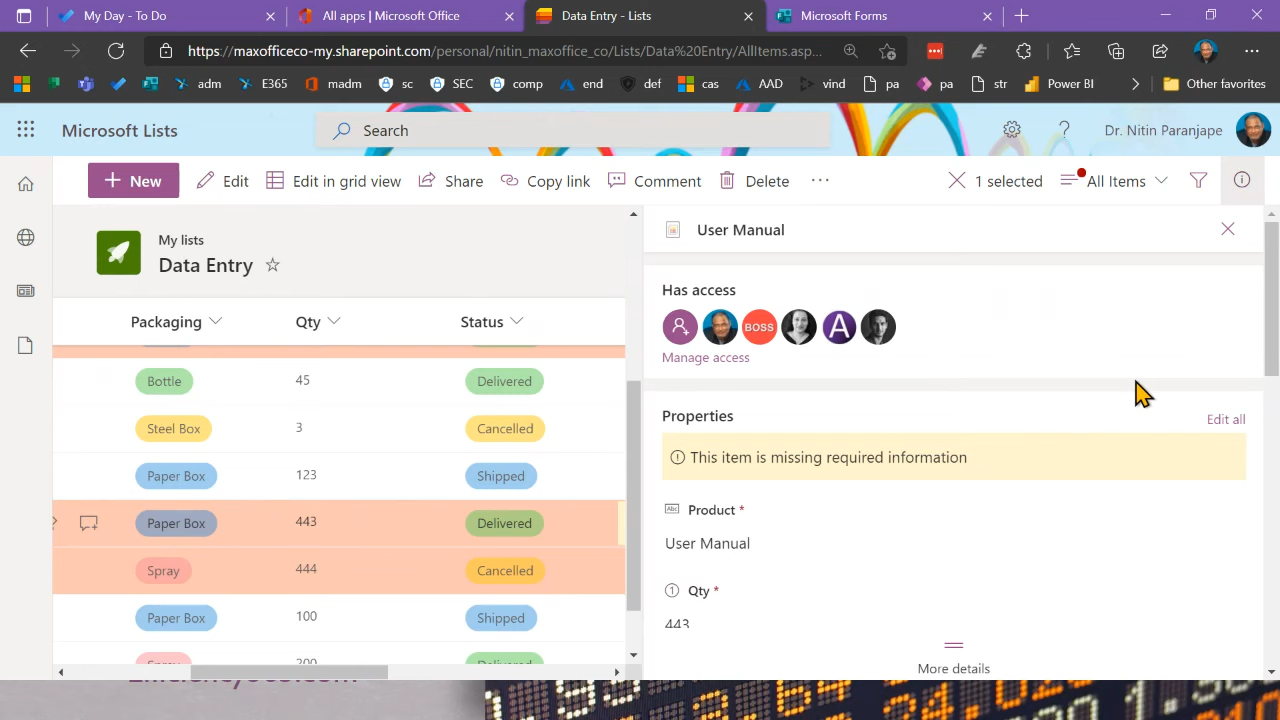 My Day - To Do
All apps | Microsoft Office
Data Entry - Lists
Microsoft Forms
https://maxofficeco-my.sharepoint.com/personal/nitin_maxoffice_co/Lists/Data%20Entry/AllItems.asp...
adm
E365
madm
sc
SEC
comp
end
def
cas
AAD
vind
pa
pa
str
Power BI
Other favorites
Microsoft Lists
Search
Dr. Nitin Paranjape
New
Edit
Edit in grid view
Share
Copy link
Comment
Delete
1 selected
All Items
My lists
Data Entry
Packaging Qty Status
Bottle 45 Delivered
Steel Box 3 Cancelled
Paper Box 123 Shipped
Paper Box 443 Delivered
Spray 444 Cancelled
Paper Box 100 Shipped
Spray 200 Delivered
User Manual
Has access
BOSS
A
Manage access
Properties
Edit all
This item is missing required information
Abc Product *
User Manual
1 Qty *
443
More details